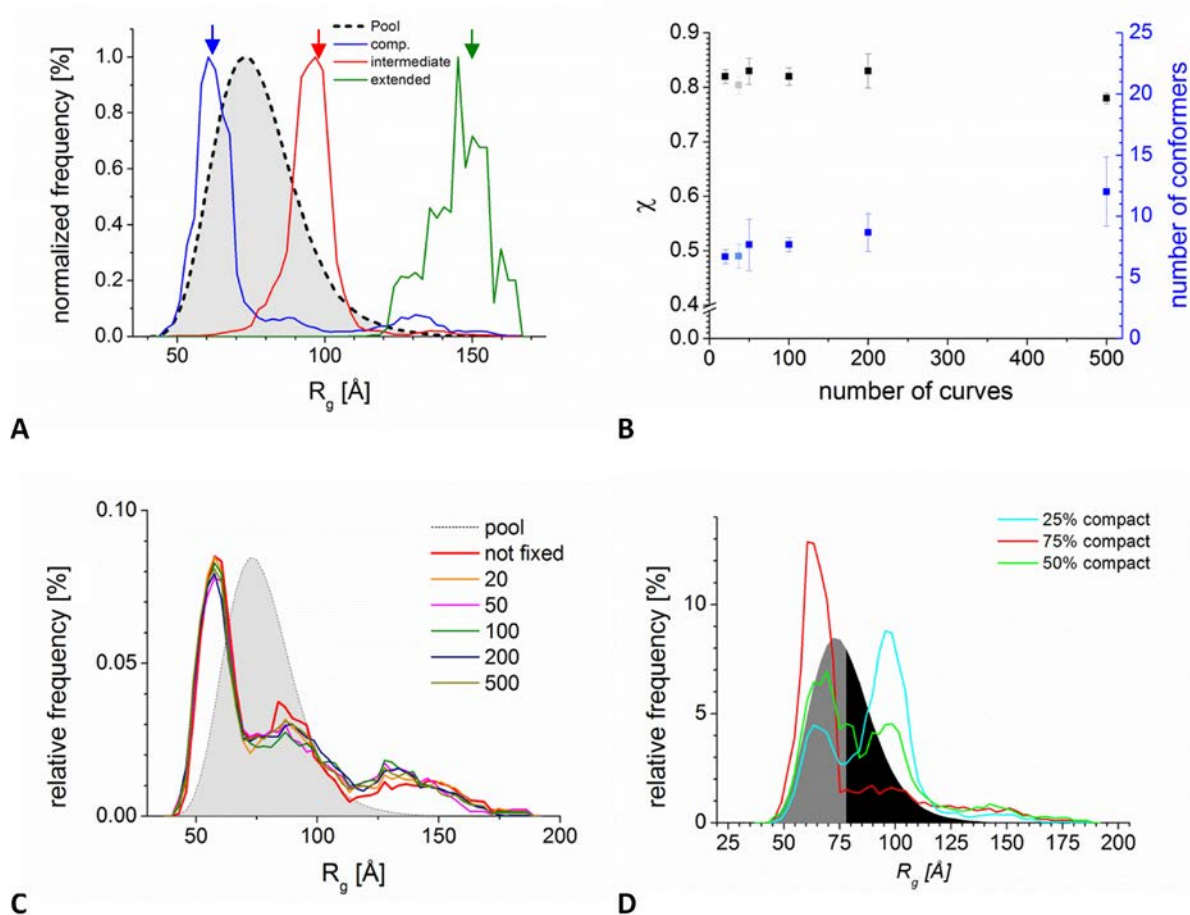 Pool
comp.
intermediate
extended
normalized frequency [%]
1.0
0.8
0.6
0.4
0.2
0.0
50
100
150
Rg [Å]
A
χ
0.9
0.8
0.7
0.6
0.5
0.4
0.0
0
100
200
300
400
500
number of curves
25
20
15
10
5
0
number of conformers
B
relative frequency [%]
0.10
0.05
0.00
50
100
150
200
Rg [Å]
pool
not fixed
20
50
100
200
500
C
relative frequency [%]
10
5
0
25
50
75
100
125
150
175
200
Rg [Å]
25% compact
75% compact
50% compact
D